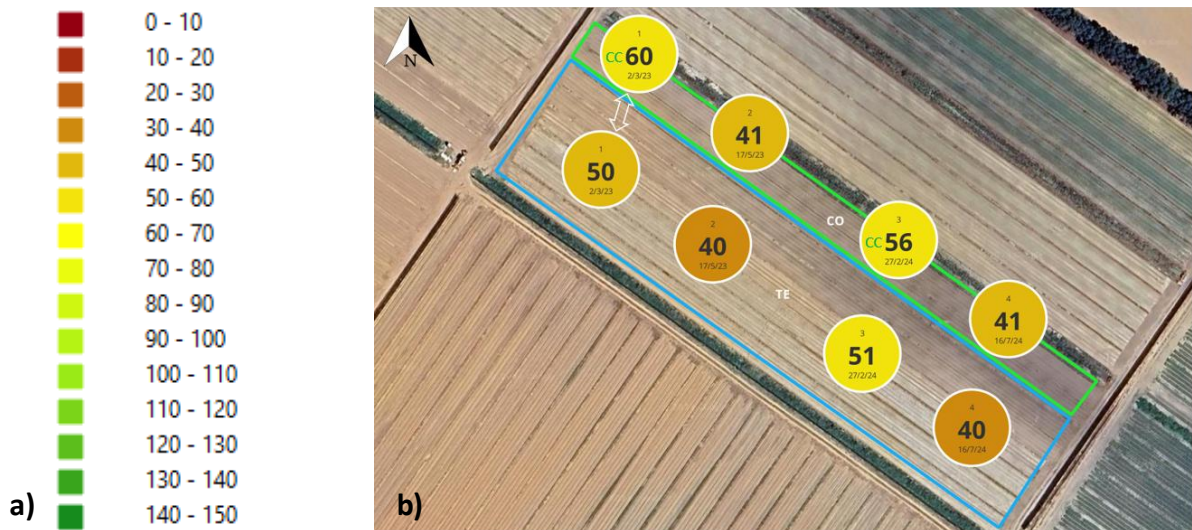 0 - 10
10 - 20
20 - 30
30 - 40
40 - 50
50 - 60
60 - 70
70 - 80
80 - 90
90 - 100
100 - 110
110 - 120
120 - 130
130 - 140
140 - 150
a)
N
1
CC 60
2/3/23
2
41
17/5/23
1
50
2/3/23
2
40
17/5/23
CO
3
CC 56
27/2/24
TE
4
41
16/7/24
3
51
27/2/24
4
40
16/7/24
b)